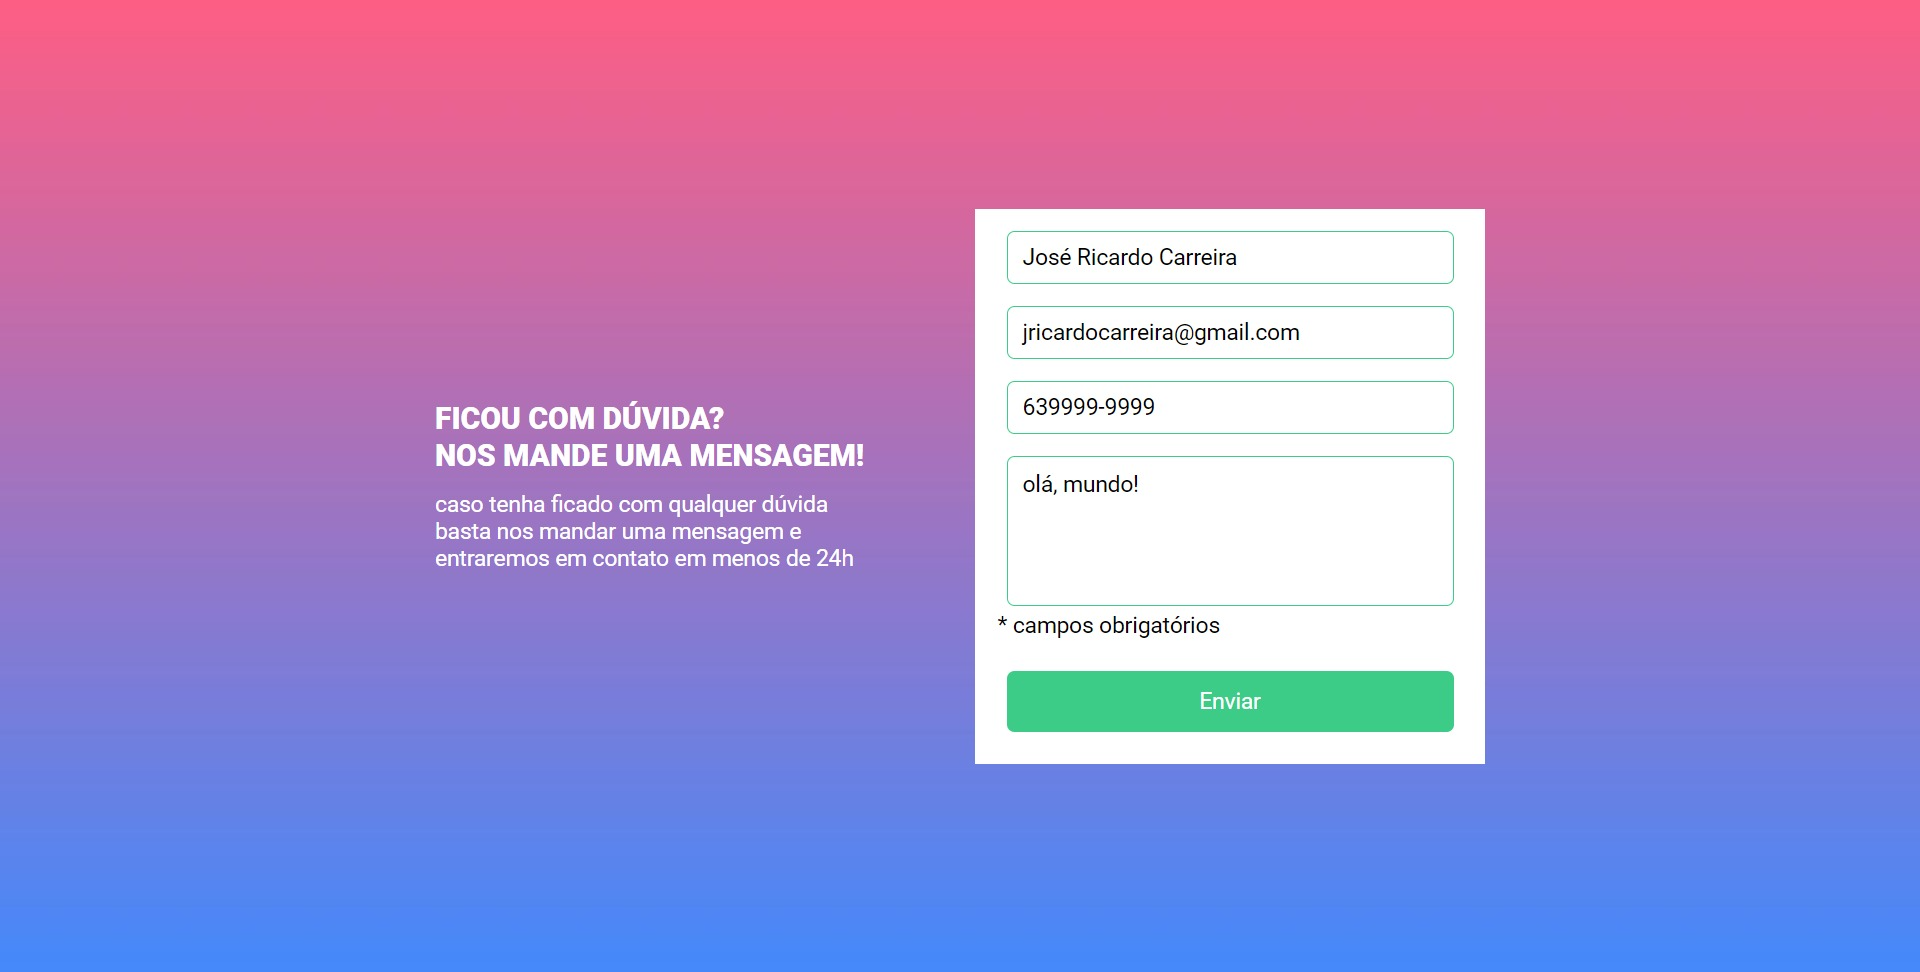 FICOU COM DÚVIDA?
NOS MANDE UMA MENSAGEM!
caso tenha ficado com qualquer dúvida
basta nos mandar uma mensagem e
entraremos em contato em menos de 24h
José Ricardo Carreira
jricardocarreira@gmail.com
639999-9999
olá, mundo!
* campos obrigatórios
Enviar